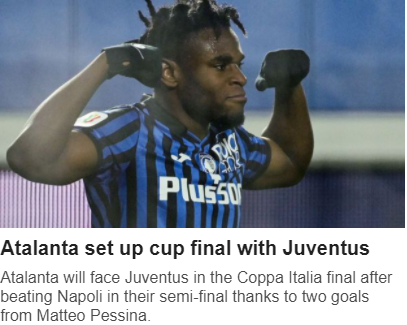 Plus50
Atalanta set up cup final with Juventus
Atalanta will face Juventus in the Coppa Italia final after
beating Napoli in their semi-final thanks to two goals
from Matteo Pessina.